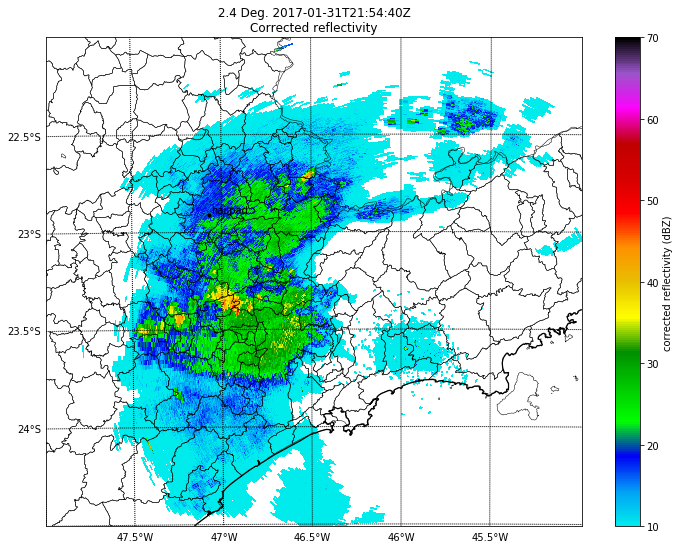 2.4 Deg. 2017-01-31T21:54:40Z
Corrected reflectivity
22.5°S
23°S
23.5°S
24°S
47.5°W
47°W
46.5°W
46°W
45.5°W
70
60
50
40
30
20
10
corrected reflectivity (dBZ)